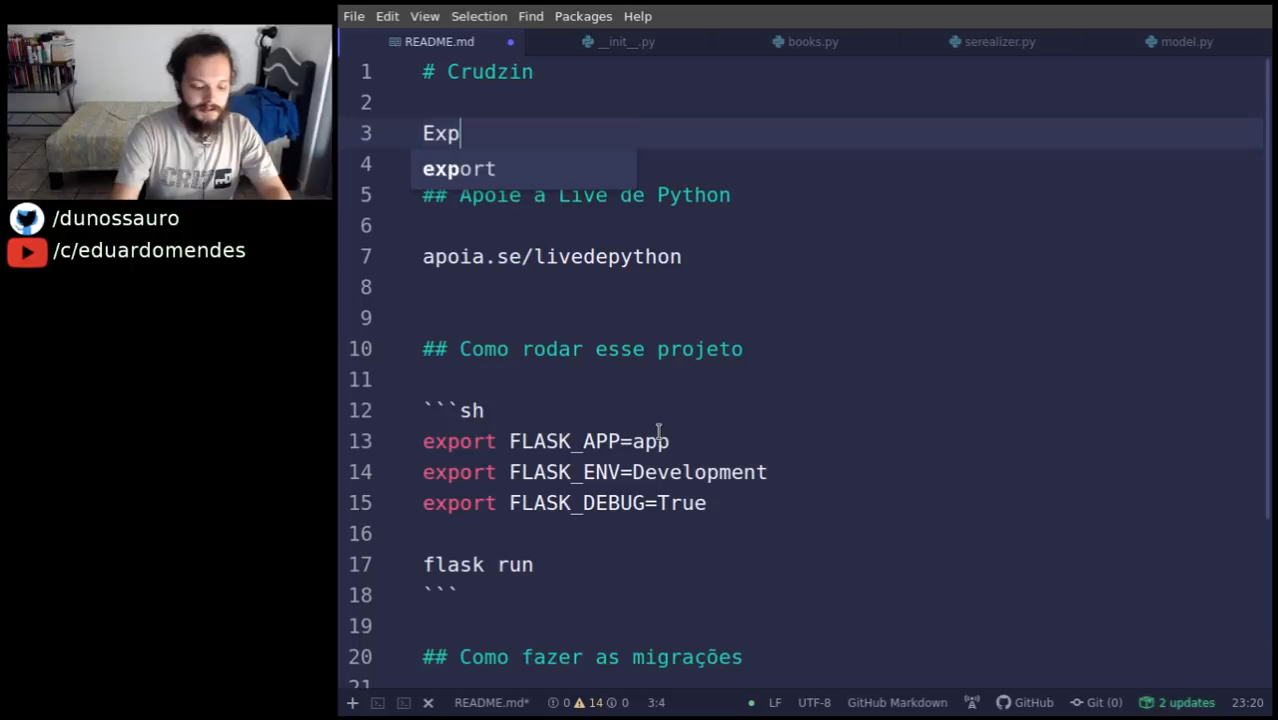 File Edit View Selection Find Packages Help
README.md __init__.py books.py serealizer.py model.py
1 # Crudzin
2
3 Exp
4 export
5 ## Apoie a Live de Python
6
7 apoia.se/livedepython
8
9
10 ## Como rodar esse projeto
11
12 ```sh
13 export FLASK_APP=app
14 export FLASK_ENV=Development
15 export FLASK_DEBUG=True
16
17 flask run
18 ```
19
20 ## Como fazer as migrações
21
/dunossauro
/c/eduardomendes
README.md* 0 14 0 3:4 LF UTF-8 GitHub Markdown GitHub Git (0) 2 updates 23:20